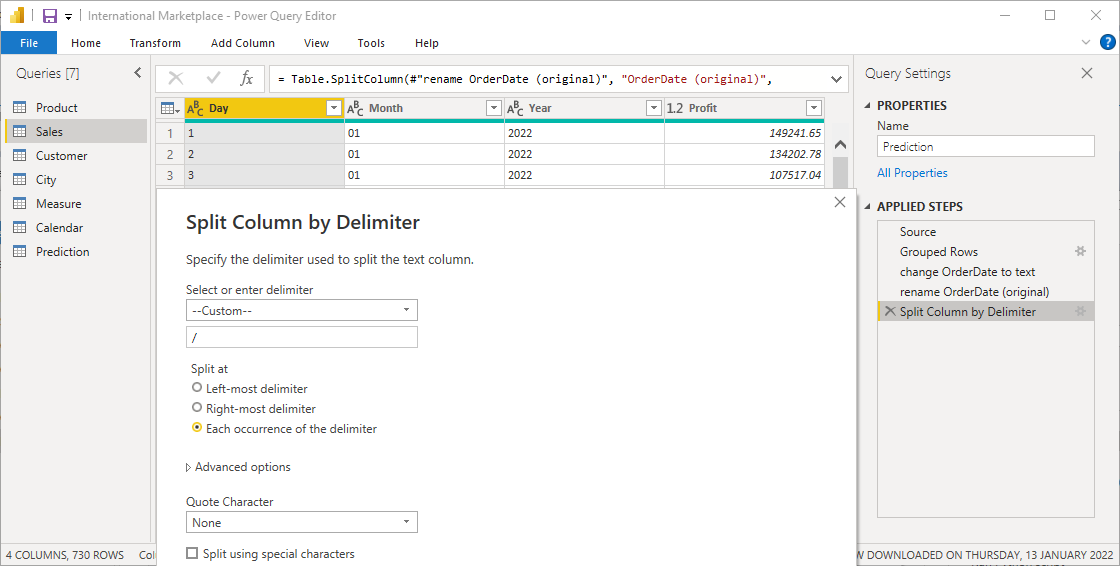 International Marketplace - Power Query Editor
File Home Transform Add Column View Tools Help ?
Queries [7]
Product
Sales
Customer
City
Measure
Calendar
Prediction
fx = Table.SplitColumn(#"rename OrderDate (original)", "OrderDate (original)",
ABC Day ABC Month ABC Year 1.2 Profit
1 1 01 2022 149241.65
2 2 01 2022 134202.78
3 3 01 2022 107517.04
Split Column by Delimiter
Specify the delimiter used to split the text column.
Select or enter delimiter
--Custom--
/
Split at
Left-most delimiter
Right-most delimiter
Each occurrence of the delimiter
Advanced options
Quote Character
None
Split using special characters
Query Settings
PROPERTIES
Name
Prediction
All Properties
APPLIED STEPS
Source
Grouped Rows
change OrderDate to text
rename OrderDate (original)
Split Column by Delimiter
4 COLUMNS, 730 ROWS
DOWNLOADED ON THURSDAY, 13 JANUARY 2022